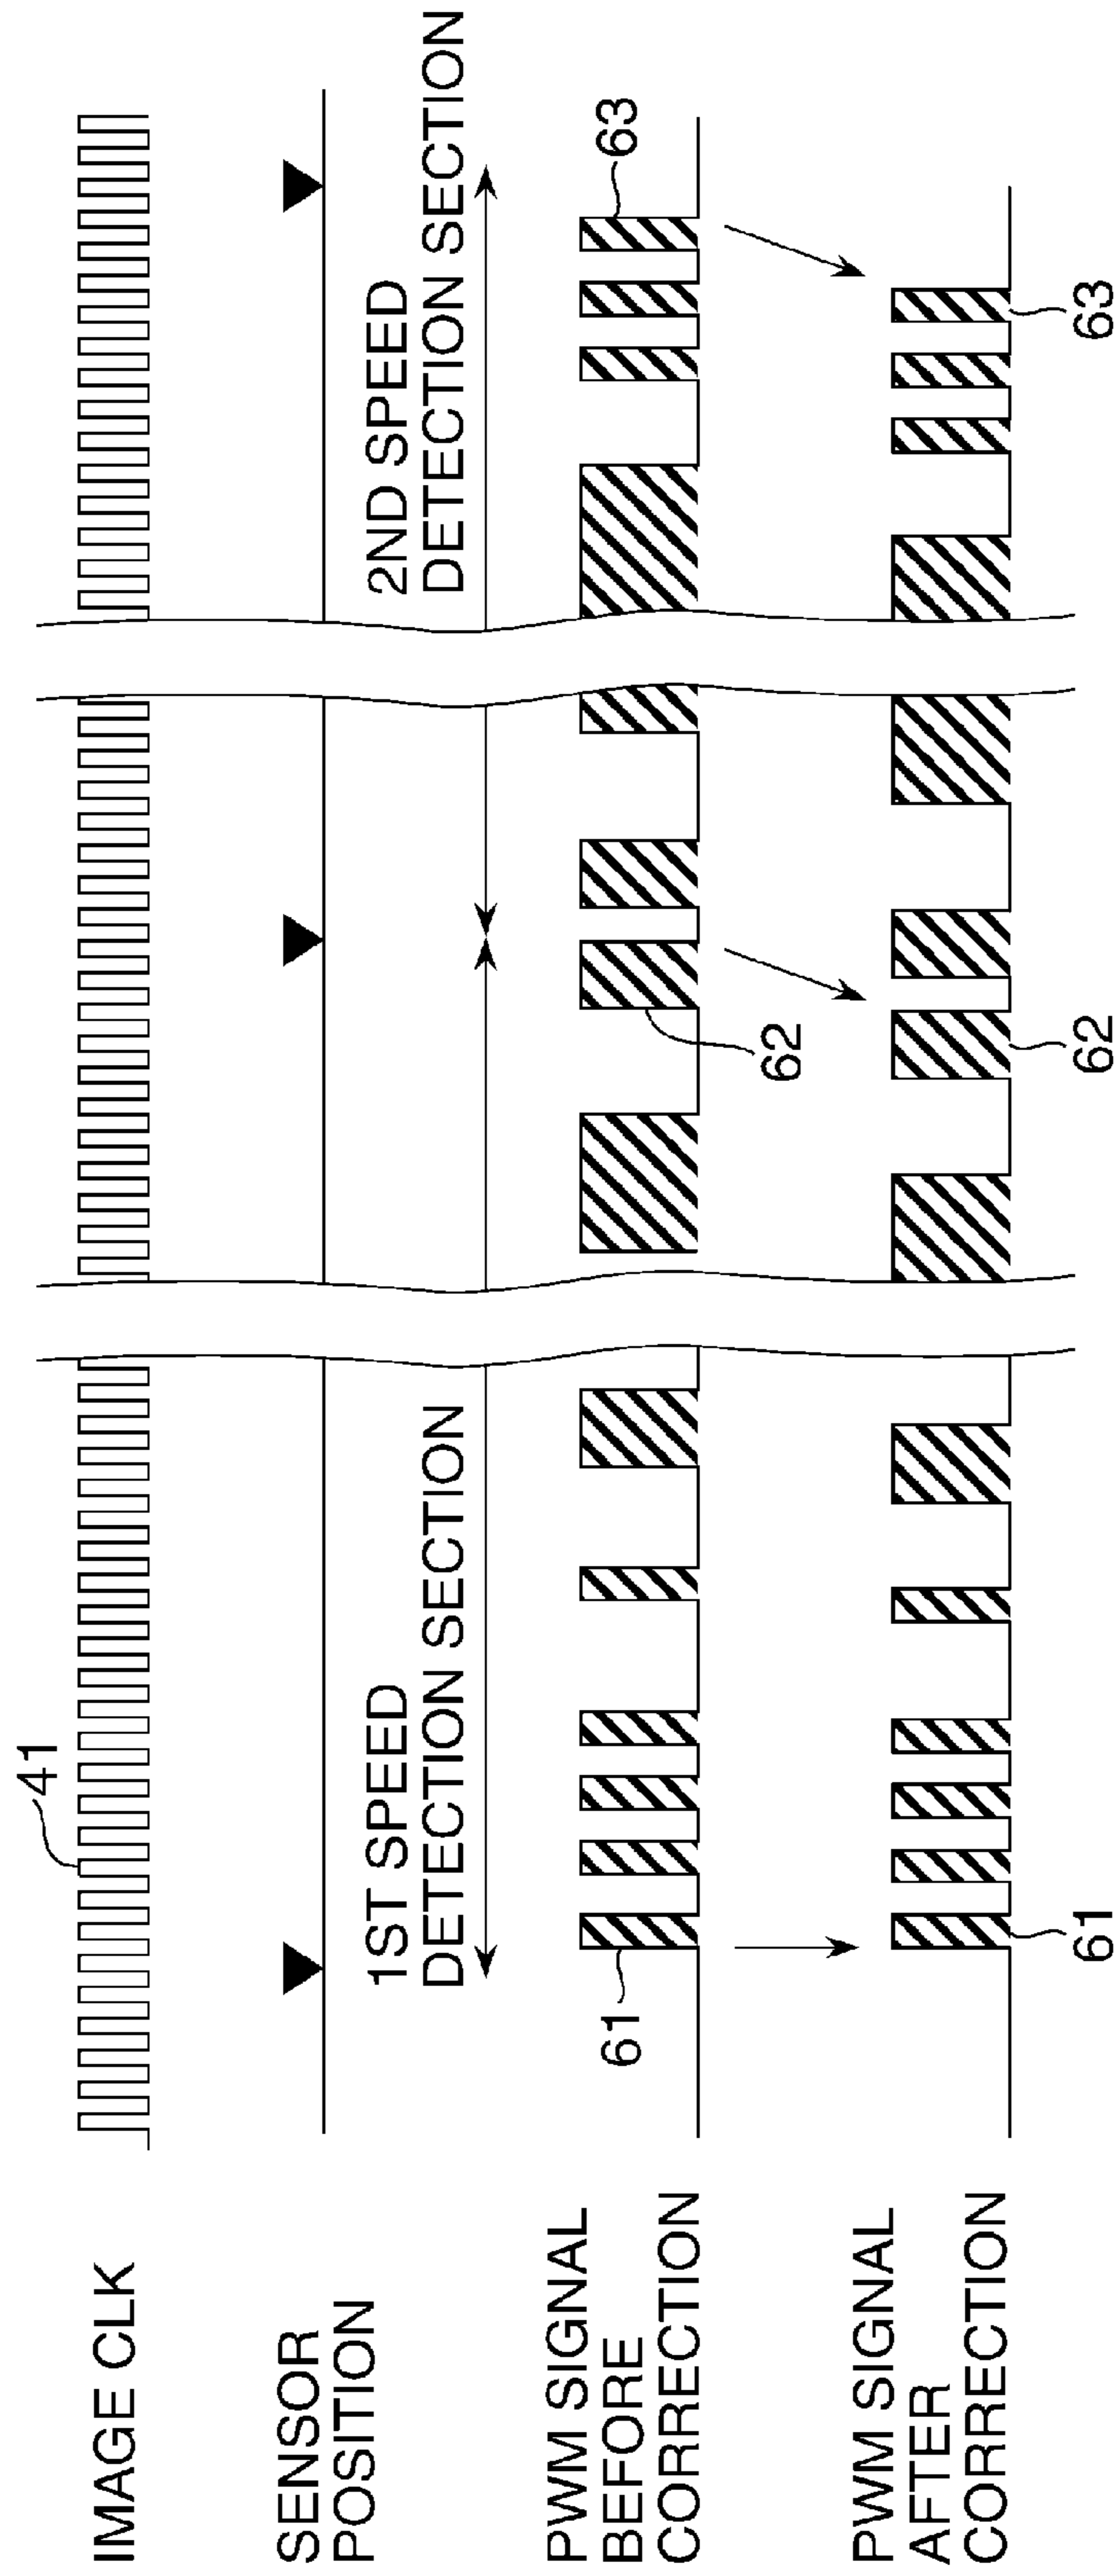 IMAGE CLK
41
SENSOR
POSITION
1ST SPEED
DETECTION SECTION
2ND SPEED
DETECTION SECTION
PWM SIGNAL
BEFORE
CORRECTION
61
62
63
PWM SIGNAL
AFTER
CORRECTION
61
62
63